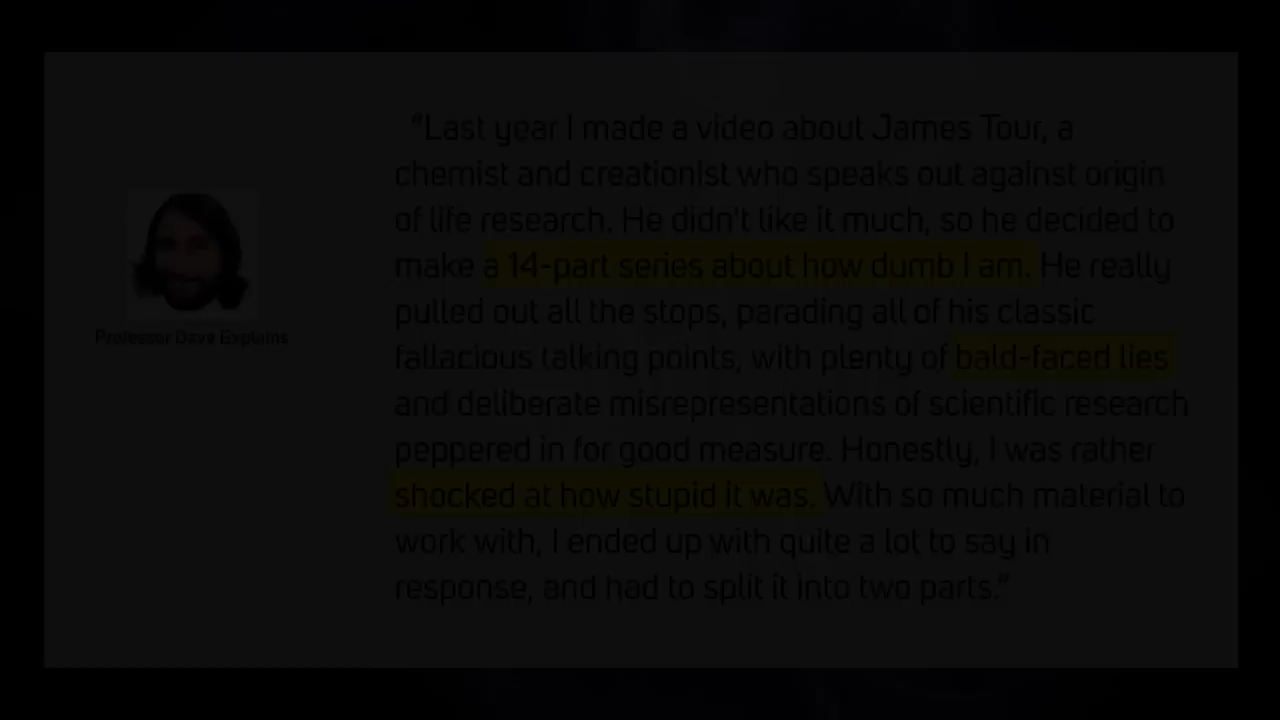 “Last year I made a video about James Tour, a
chemist and creationist who speaks out against origin
of life research. He didn't like it much, so he decided to
make a 14-part series about how dumb I am. He really
pulled out all the stops, parading all of his classic
fallacious talking points, with plenty of bald-faced lies
and deliberate misrepresentations of scientific research
peppered in for good measure. Honestly, I was rather
shocked at how stupid it was. With so much material to
work with, I ended up with quite a lot to say in
response, and had to split it into two parts.”
Professor Dave Explains